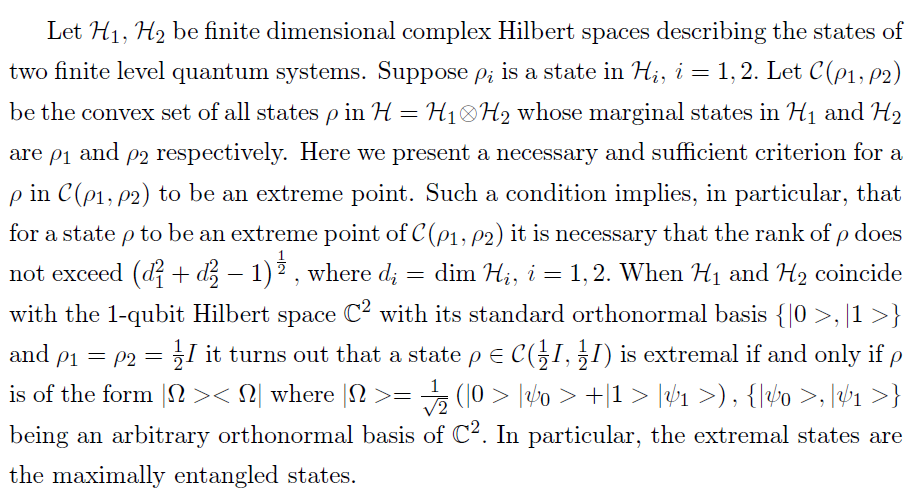 Let $\mathcal{H}_1$, $\mathcal{H}_2$ be finite dimensional complex Hilbert spaces describing the states of
two finite level quantum systems. Suppose $\rho_i$ is a state in $\mathcal{H}_i$, $i = 1, 2$. Let $\mathcal{C}(\rho_1, \rho_2)$
be the convex set of all states $\rho$ in $\mathcal{H} = \mathcal{H}_1 \otimes \mathcal{H}_2$ whose marginal states in $\mathcal{H}_1$ and $\mathcal{H}_2$
are $\rho_1$ and $\rho_2$ respectively. Here we present a necessary and sufficient criterion for a
$\rho$ in $\mathcal{C}(\rho_1, \rho_2)$ to be an extreme point. Such a condition implies, in particular, that
for a state $\rho$ to be an extreme point of $\mathcal{C}(\rho_1, \rho_2)$ it is necessary that the rank of $\rho$ does
not exceed $\left(d_1^2 + d_2^2 - 1\right)^{\frac{1}{2}}$, where $d_i = \dim \mathcal{H}_i$, $i = 1, 2$. When $\mathcal{H}_1$ and $\mathcal{H}_2$ coincide
with the 1-qubit Hilbert space $\mathbb{C}^2$ with its standard orthonormal basis $\{|0 >, |1 >\}$
and $\rho_1 = \rho_2 = \frac{1}{2}I$ it turns out that a state $\rho \in \mathcal{C}(\frac{1}{2}I, \frac{1}{2}I)$ is extremal if and only if $\rho$
is of the form $|\Omega >< \Omega|$ where $|\Omega >= \frac{1}{\sqrt{2}} (|0 > |\psi_0 > +|1 > |\psi_1 >)$, $\{|\psi_0 >, |\psi_1 >\}$
being an arbitrary orthonormal basis of $\mathbb{C}^2$. In particular, the extremal states are
the maximally entangled states.